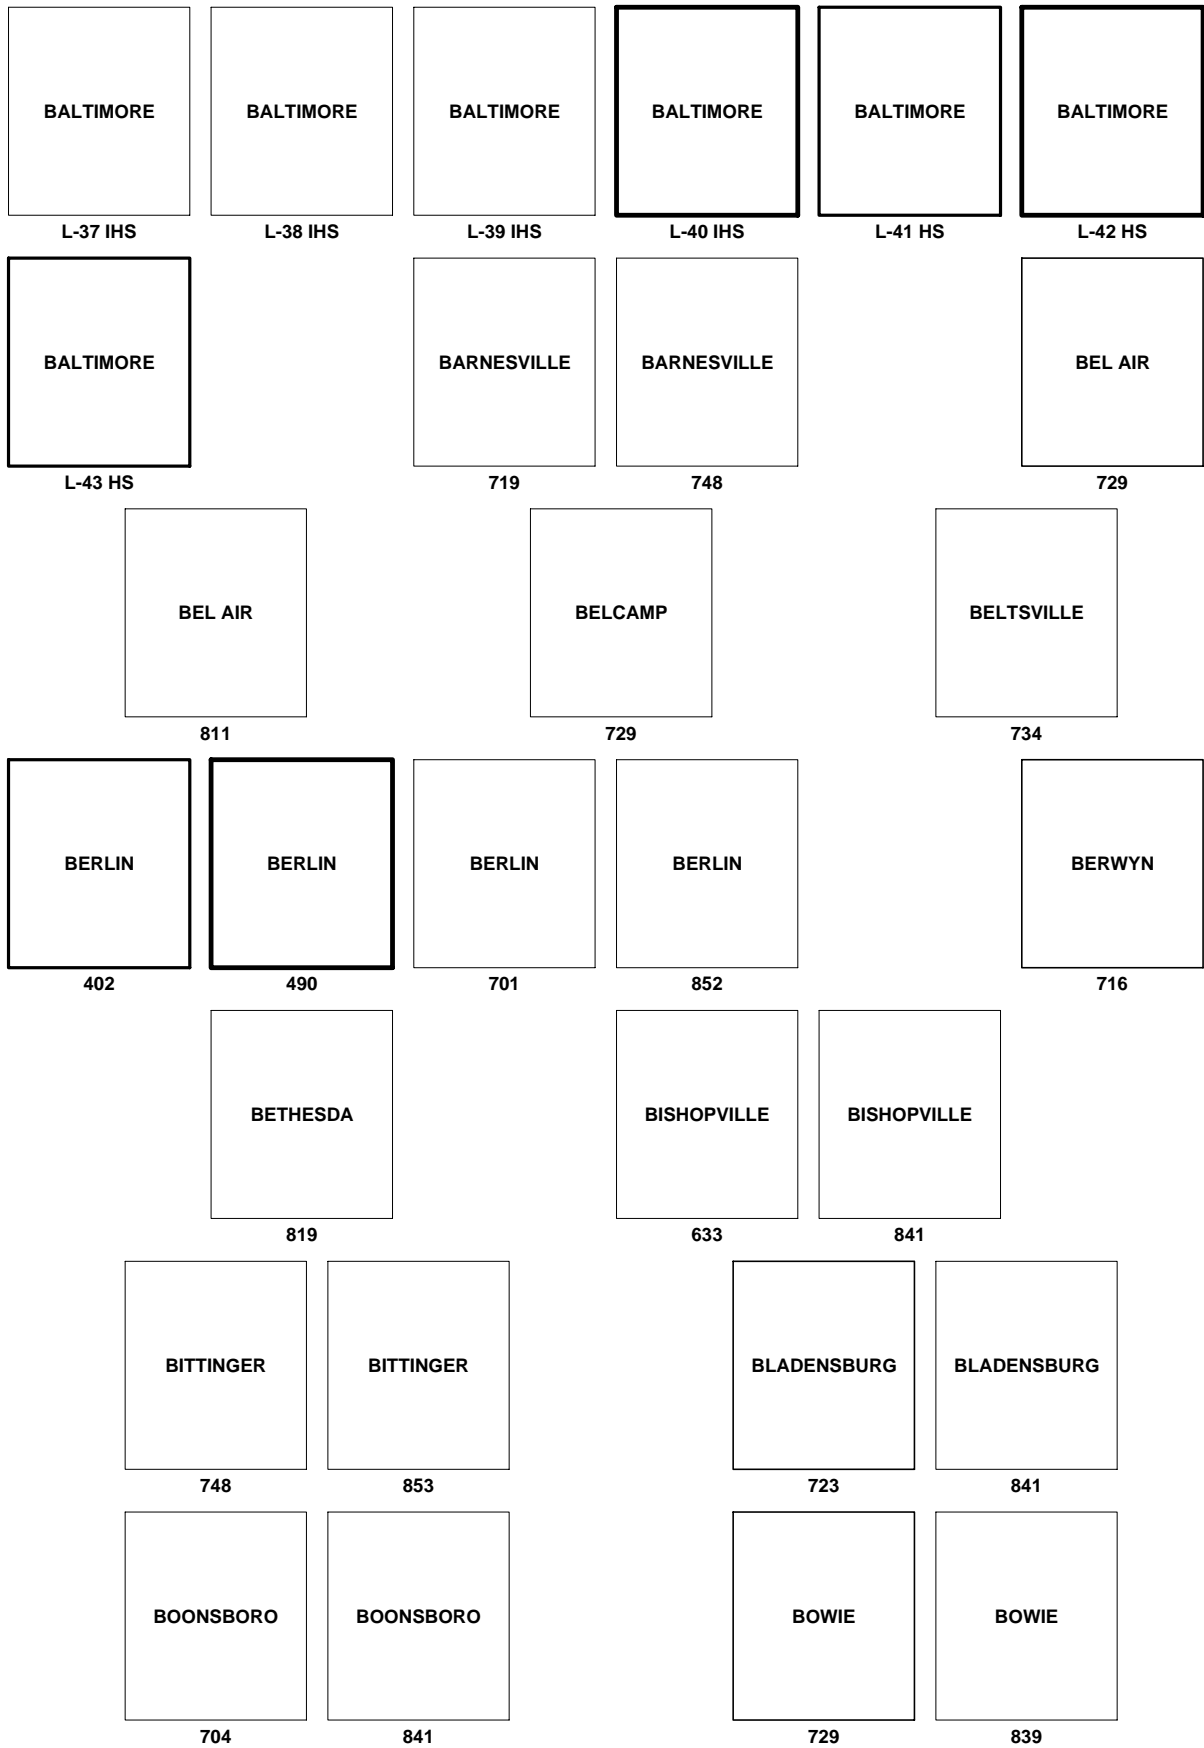 BALTIMORE BALTIMORE BALTIMORE BALTIMORE BALTIMORE BALTIMORE
L-37 IHS L-38 IHS L-39 IHS L-40 IHS L-41 HS L-42 HS
BALTIMORE BARNESVILLE BARNESVILLE BEL AIR
L-43 HS 719 748 729
BEL AIR BELCAMP BELTSVILLE
811 729 734
BERLIN BERLIN BERLIN BERLIN BERWYN
402 490 701 852 716
BETHESDA BISHOPVILLE BISHOPVILLE
819 633 841
BITTINGER BITTINGER BLADENSBURG BLADENSBURG
748 853 723 841
BOONSBORO BOONSBORO BOWIE BOWIE
704 841 729 839